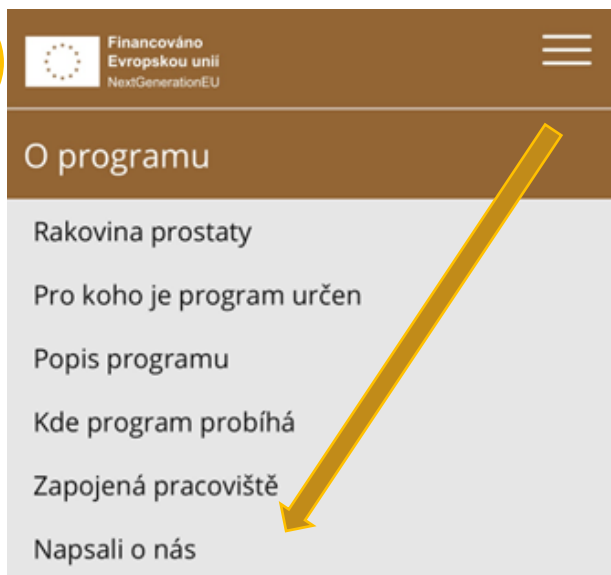 Financováno
Evropskou unií
NextGenerationEU
O programu
Rakovina prostaty
Pro koho je program určen
Popis programu
Kde program probíhá
Zapojená pracoviště
Napsali o nás